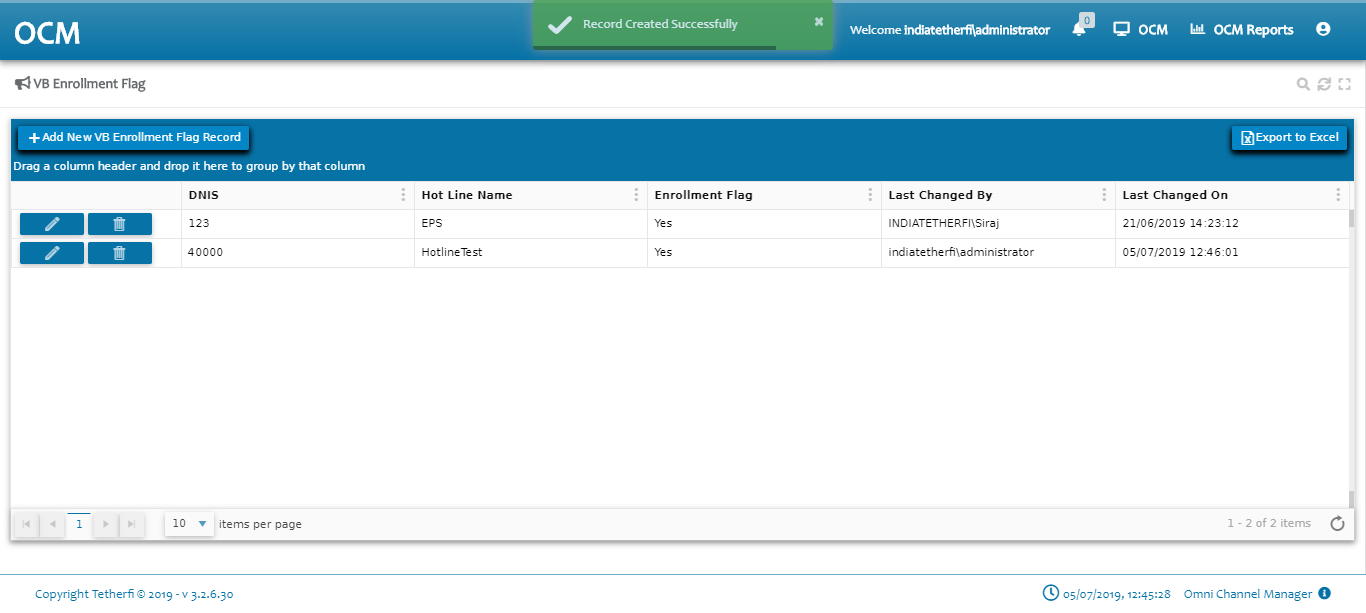 OCM
Record Created Successfully
Welcome indiatetherfi\administrator
0
OCM
OCM Reports
VB Enrollment Flag
Add New VB Enrollment Flag Record
Export to Excel
Drag a column header and drop it here to group by that column
DNIS Hot Line Name Enrollment Flag Last Changed By Last Changed On
123 EPS Yes INDIATETHERFI\Siraj 21/06/2019 14:23:12
40000 HotlineTest Yes indiatetherfi\administrator 05/07/2019 12:46:01
1 10 items per page 1 - 2 of 2 items
Copyright Tetherfi © 2019 - v 3.2.6.30 05/07/2019, 12:45:28 Omni Channel Manager